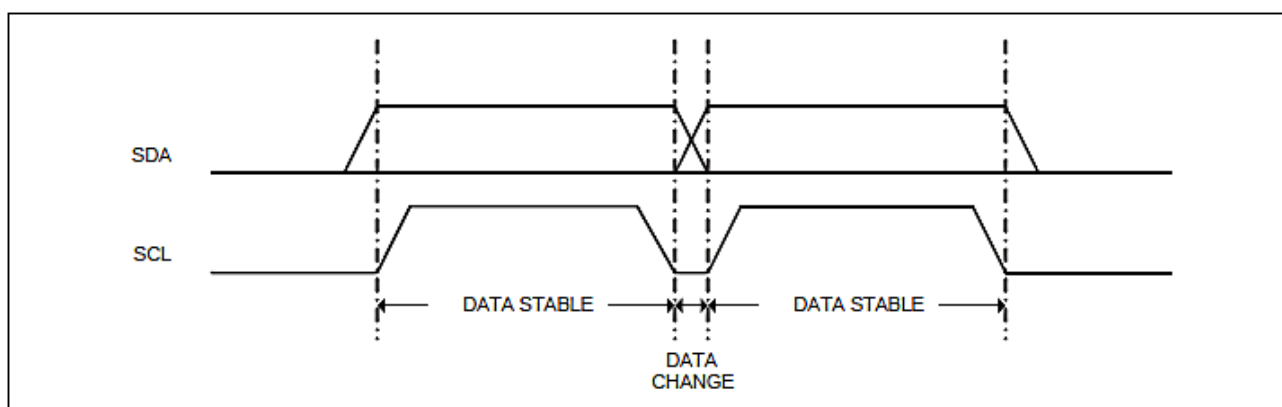 SDA
SCL
DATA STABLE
DATA STABLE
DATA
CHANGE